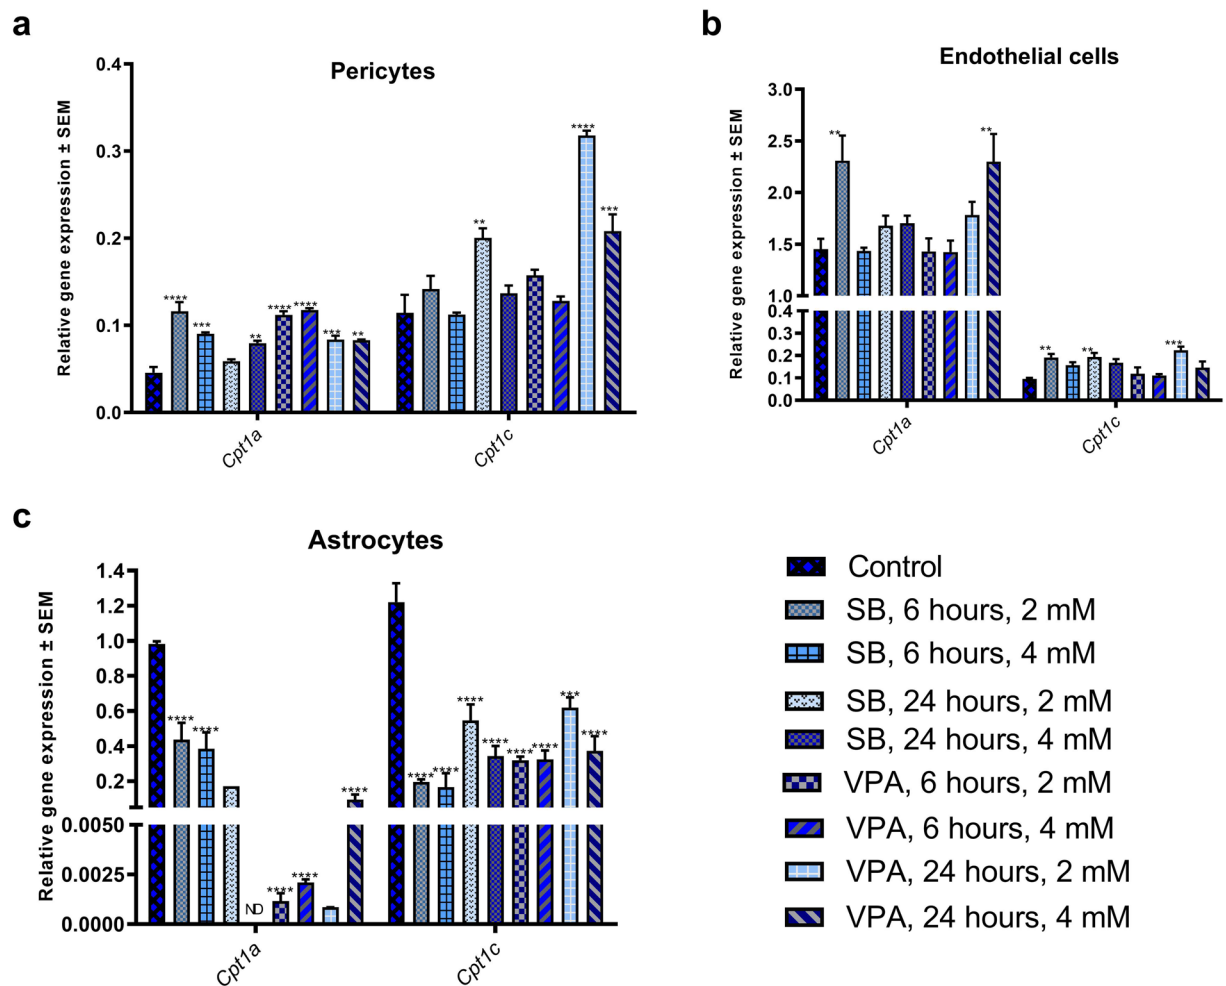 a
Pericytes
Relative gene expression ± SEM
0.4
0.3
0.2
0.1
0.0
****
***
**
****
****
***
**
**
****
***
Cpt1a
Cpt1c
b
Endothelial cells
Relative gene expression ± SEM
3.0
2.5
2.0
1.5
1.0
0.4
0.3
0.2
0.1
0.0
**
**
**
**
***
Cpt1a
Cpt1c
c
Astrocytes
Relative gene expression ± SEM
1.4
1.2
1.0
0.8
0.6
0.4
0.2
0.0050
0.0025
0.0000
****
****
ND
****
****
****
****
****
****
****
****
****
***
****
Cpt1a
Cpt1c
Control
SB, 6 hours, 2 mM
SB, 6 hours, 4 mM
SB, 24 hours, 2 mM
SB, 24 hours, 4 mM
VPA, 6 hours, 2 mM
VPA, 6 hours, 4 mM
VPA, 24 hours, 2 mM
VPA, 24 hours, 4 mM